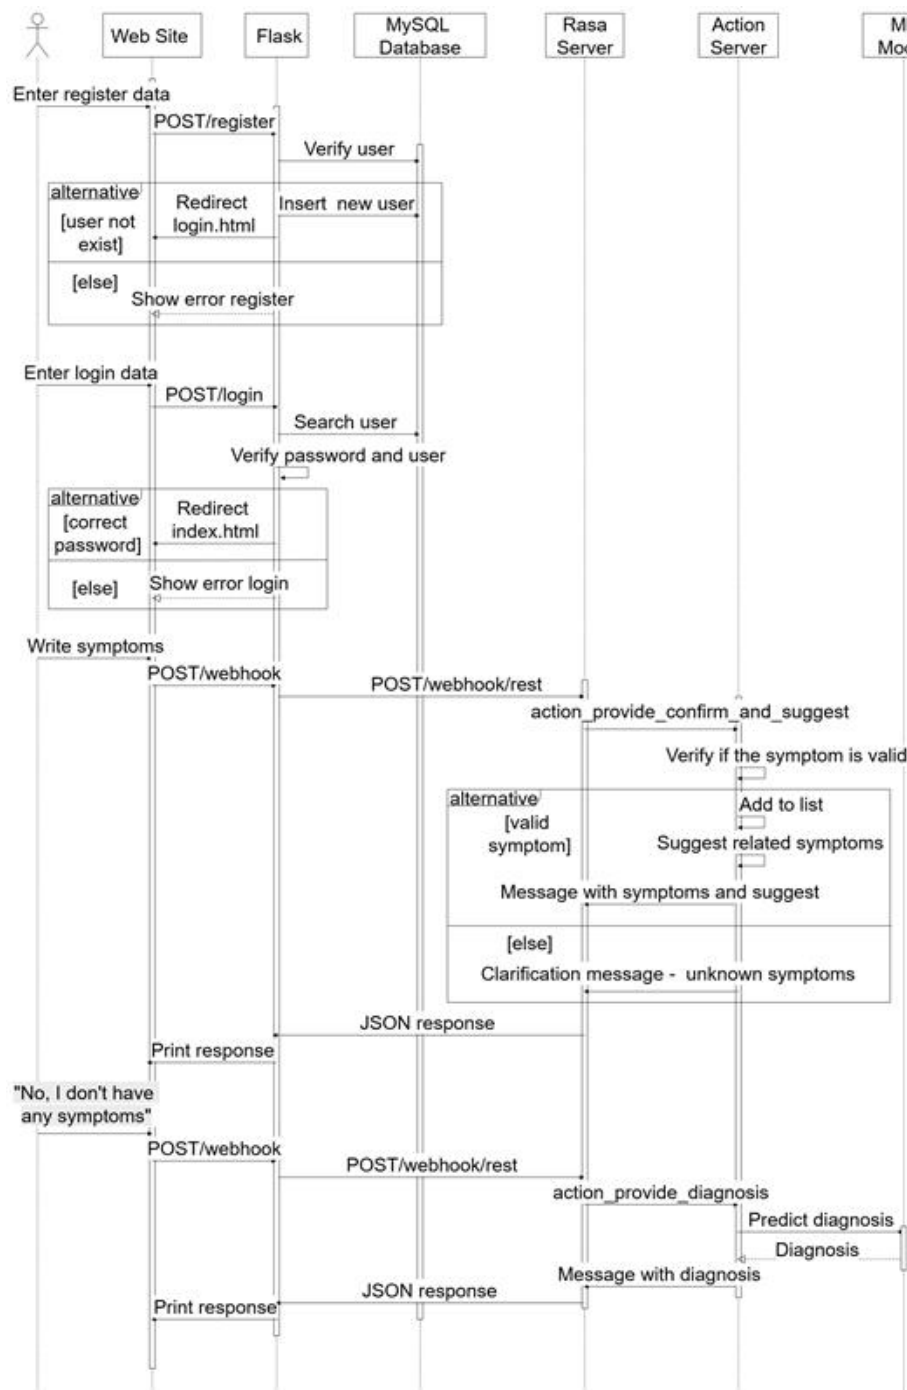 Web Site
Flask
MySQL
Database
Rasa
Server
Action
Server
Enter register data
POST/register
Verify user
alternative
[user not
exist]
Redirect
login.html
Insert  new user
[else]
Show error register
Enter login data
POST/login
Search user
Verify password and user
alternative
[correct
password]
Redirect
index.html
[else]
Show error login
Write symptoms
POST/webhook
POST/webhook/rest
action_provide_confirm_and_suggest
Verify if the symptom is valid
alternative
[valid
symptom]
Add to list
Suggest related symptoms
Message with symptoms and suggest
[else]
Clarification message -  unknown symptoms
JSON response
Print response
"No, I don't have
any symptoms"
POST/webhook
POST/webhook/rest
action_provide_diagnosis
Predict diagnosis
Diagnosis
Message with diagnosis
JSON response
Print response